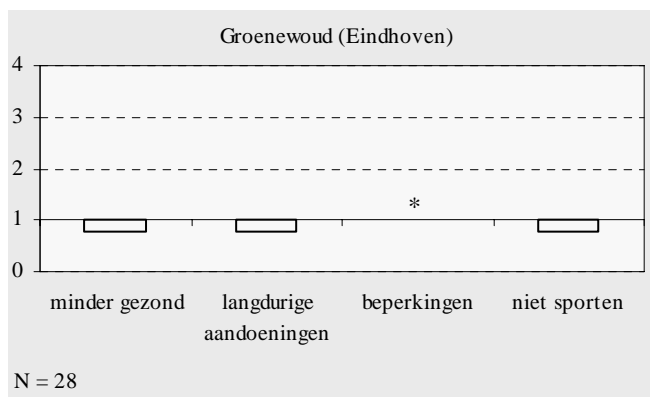 Groenewoud (Eindhoven)
4
3
2
1
*
0
minder gezond langdurige aandoeningen beperkingen niet sporten
N = 28